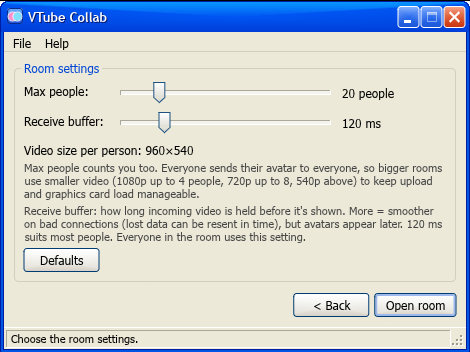 VTube Collab
File Help
Room settings
Max people: 20 people
Receive buffer: 120 ms
Video size per person: 960×540
Max people counts you too. Everyone sends their avatar to everyone, so bigger rooms
use smaller video (1080p up to 4 people, 720p up to 8, 540p above) to keep upload
and graphics card load manageable.
Receive buffer: how long incoming video is held before it's shown. More = smoother
on bad connections (lost data can be resent in time), but avatars appear later. 120 ms
suits most people. Everyone in the room uses this setting.
Defaults
< Back Open room
Choose the room settings.